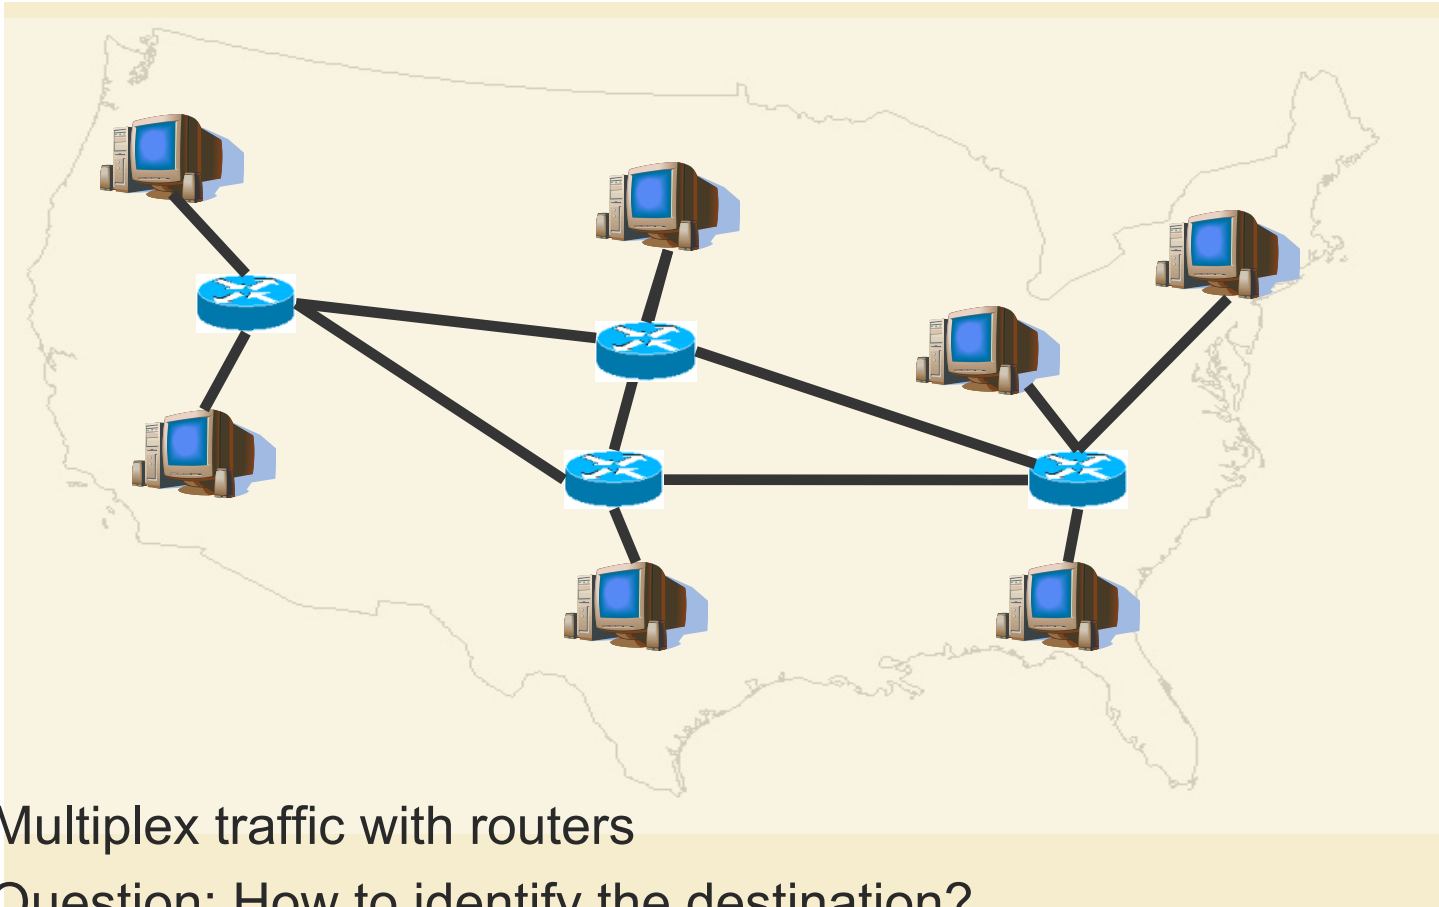 Multiplex traffic with routers
Question: How to identify the destination?